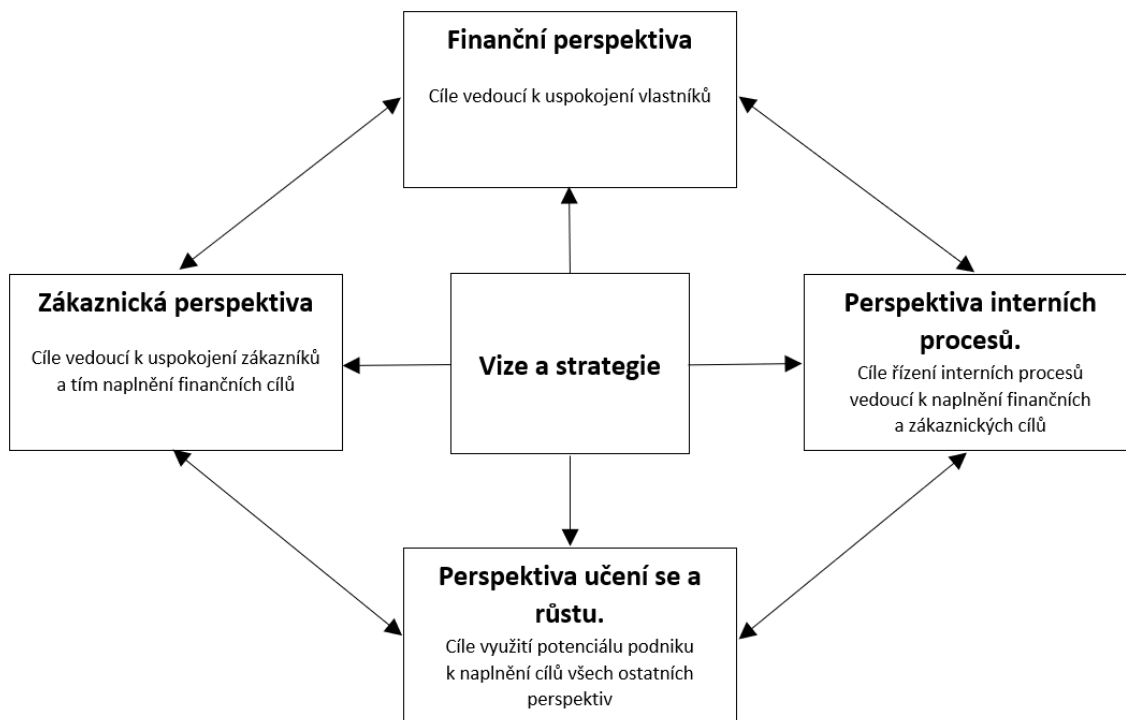 Finanční perspektiva
Cíle vedoucí k uspokojení vlastníků
Zákaznická perspektiva
Cíle vedoucí k uspokojení zákazníků
a tím naplnění finančních cílů
Vize a strategie
Perspektiva interních
procesů.
Cíle řízení interních procesů
vedoucí k naplnění finančních
a zákaznických cílů
Perspektiva učení se a
růstu.
Cíle využití potenciálu podniku
k naplnění cílů všech ostatních
perspektiv